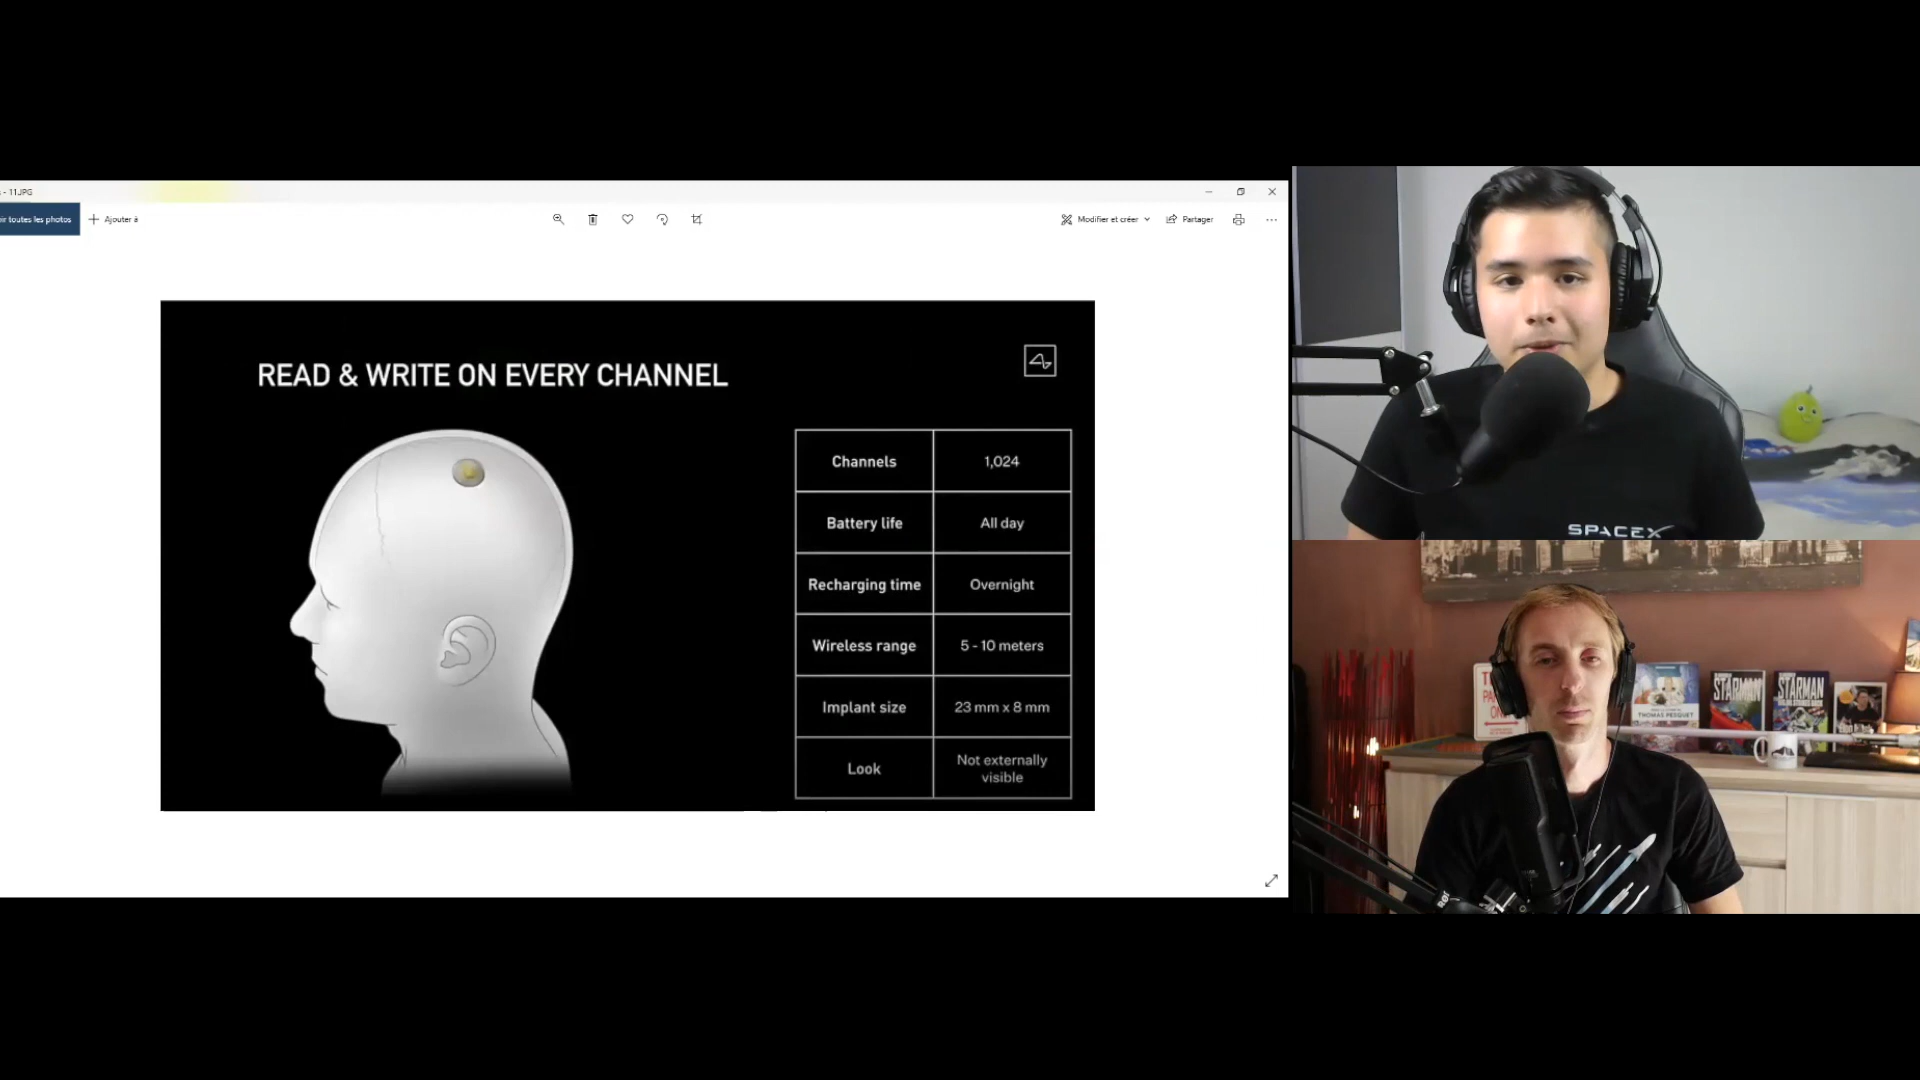 - 11.JPG
ir toutes les photos
Ajouter à
Modifier et créer
Partager
READ & WRITE ON EVERY CHANNEL
Channels 1,024
Battery life All day
Recharging time Overnight
Wireless range 5 - 10 meters
Implant size 23 mm x 8 mm
Look Not externally
visible
SPACEX
THOMAS PESQUET
STARMAN
STARMAN